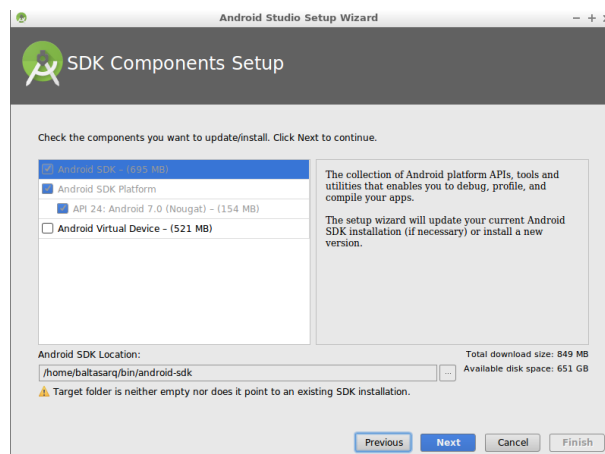 Android Studio Setup Wizard
SDK Components Setup
Check the components you want to update/install. Click Next to continue.
Android SDK – (695 MB)
Android SDK Platform
API 24: Android 7.0 (Nougat) – (154 MB)
Android Virtual Device – (521 MB)
The collection of Android platform APIs, tools and
utilities that enables you to debug, profile, and
compile your apps.
The setup wizard will update your current Android
SDK installation (if necessary) or install a new
version.
Android SDK Location:
Total download size: 849 MB
/home/baltasarq/bin/android-sdk
...
Available disk space: 651 GB
Target folder is neither empty nor does it point to an existing SDK installation.
Previous
Next
Cancel
Finish